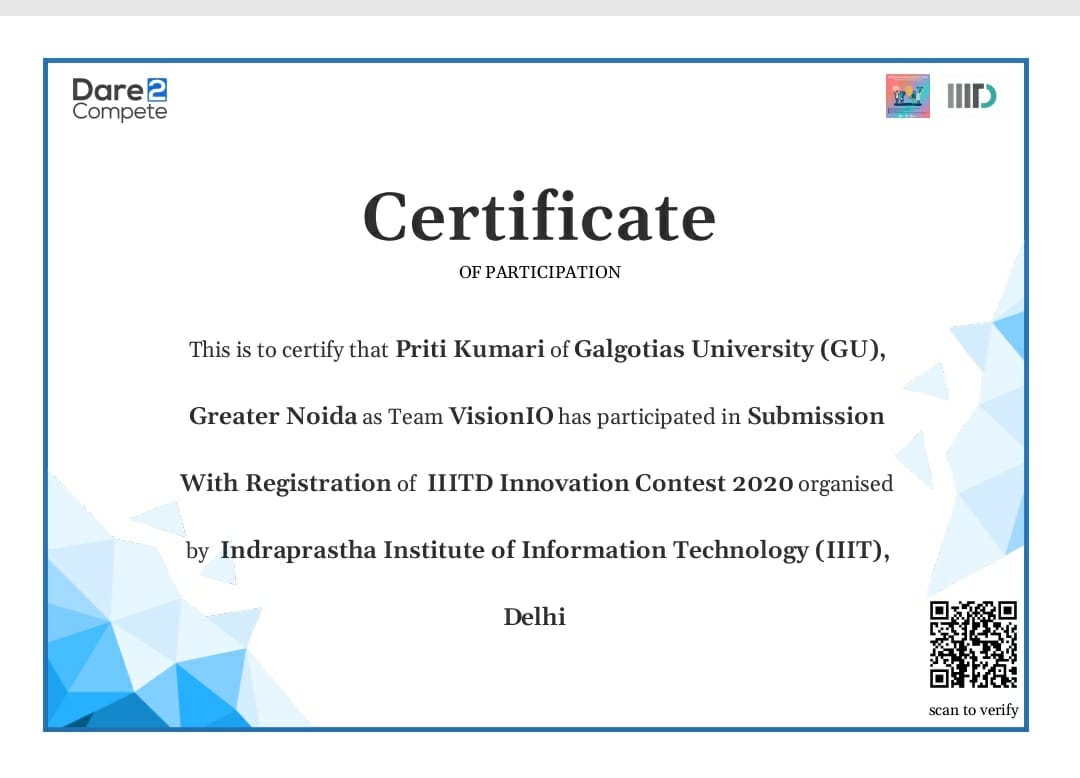 Dare2
Compete
IIITD
Certificate
OF PARTICIPATION
This is to certify that Priti Kumari of Galgotias University (GU),
Greater Noida as Team VisionIO has participated in Submission
With Registration of IIITD Innovation Contest 2020 organised
by Indraprastha Institute of Information Technology (IIIT),
Delhi
scan to verify